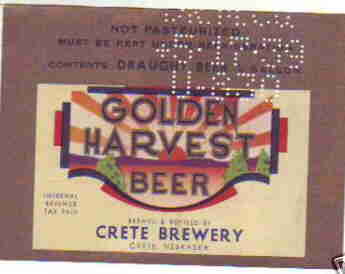 NOT PASTEURIZED
MUST BE KEPT
CONTENTS DRAUGHT BEER GALLON
GOLDEN
HARVEST
BEER
INTERNAL
REVENUE
TAX PAID
BREWED & BOTTLED BY
CRETE BREWERY
CRETE, NEBRASKA